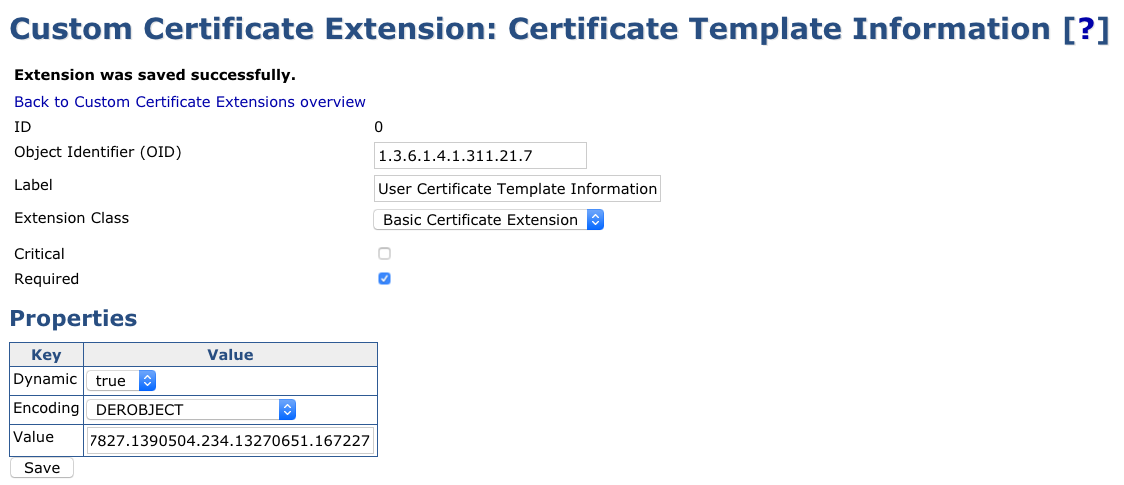 Custom Certificate Extension: Certificate Template Information [?]
Extension was saved successfully.
Back to Custom Certificate Extensions overview
ID 0
Object Identifier (OID) 1.3.6.1.4.1.311.21.7
Label User Certificate Template Information
Extension Class Basic Certificate Extension
Critical
Required
Properties
Key Value
Dynamic true
Encoding DEROBJECT
Value 7827.1390504.234.13270651.167227
Save